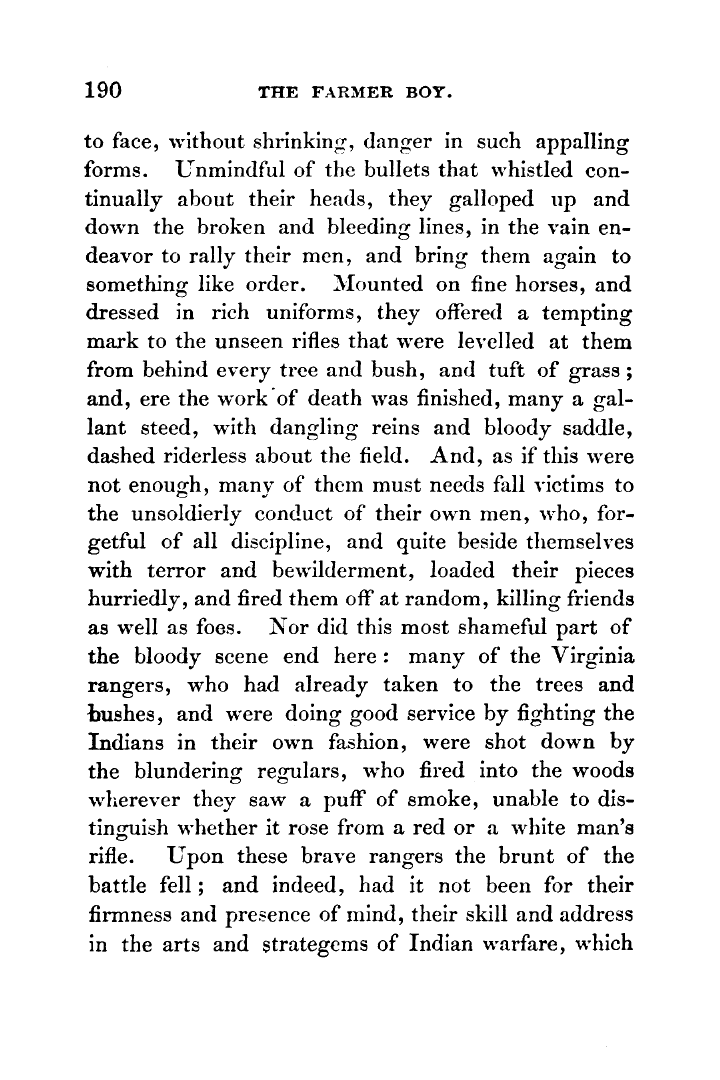 190 THE FARMER BOY.
to face, without shrinking, danger in such appalling
forms. Unmindful of the bullets that whistled con-
tinually about their heads, they galloped up and
down the broken and bleeding lines, in the vain en-
deavor to rally their men, and bring them again to
something like order. Mounted on fine horses, and
dressed in rich uniforms, they offered a tempting
mark to the unseen rifles that were levelled at them
from behind every tree and bush, and tuft of grass;
and, ere the work of death was finished, many a gal-
lant steed, with dangling reins and bloody saddle,
dashed riderless about the field. And, as if this were
not enough, many of them must needs fall victims to
the unsoldierly conduct of their own men, who, for-
getful of all discipline, and quite beside themselves
with terror and bewilderment, loaded their pieces
hurriedly, and fired them off at random, killing friends
as well as foes. Nor did this most shameful part of
the bloody scene end here: many of the Virginia
rangers, who had already taken to the trees and
bushes, and were doing good service by fighting the
Indians in their own fashion, were shot down by
the blundering regulars, who fired into the woods
wherever they saw a puff of smoke, unable to dis-
tinguish whether it rose from a red or a white man's
rifle. Upon these brave rangers the brunt of the
battle fell; and indeed, had it not been for their
firmness and presence of mind, their skill and address
in the arts and strategems of Indian warfare, which